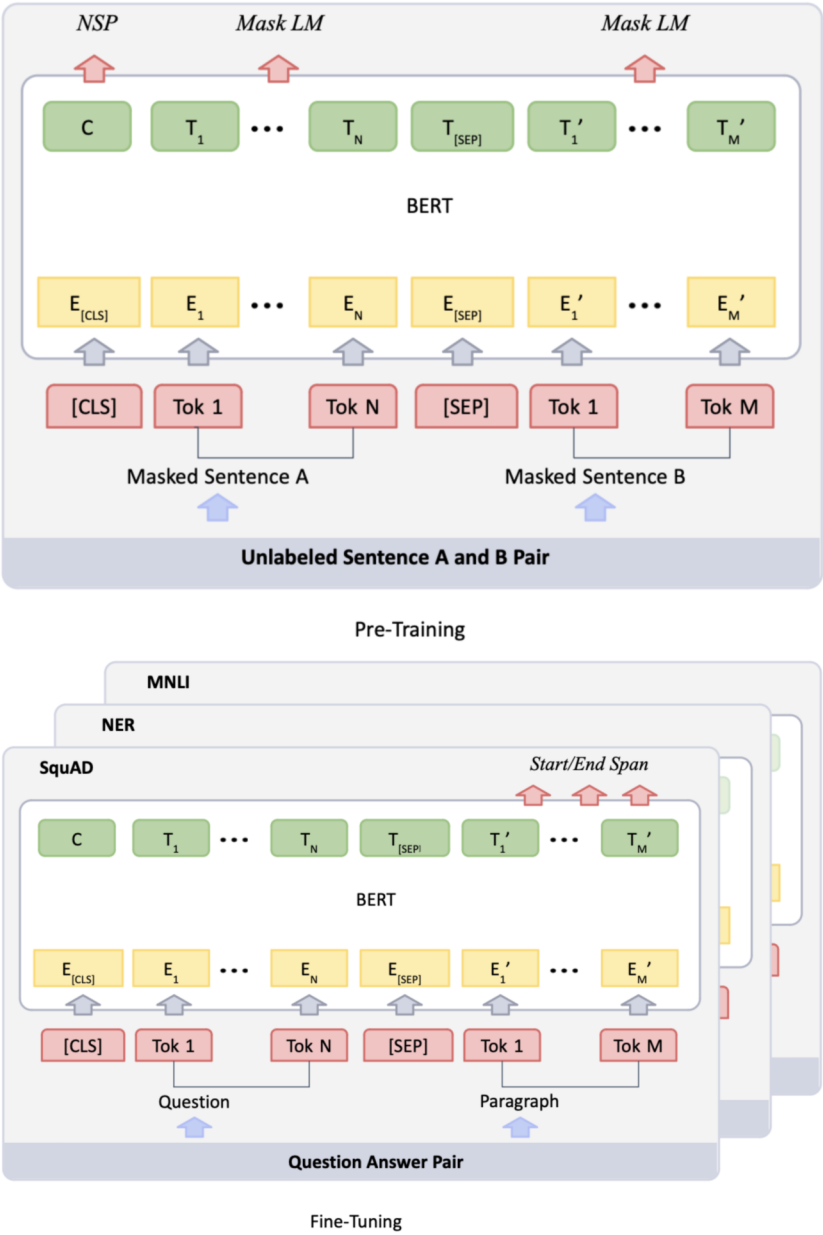 NSP Mask LM Mask LM
C T1 ••• TN T[SEP] T1’ ••• TM’
BERT
E[CLS] E1 ••• EN E[SEP] E1’ ••• EM’
[CLS] Tok 1 Tok N [SEP] Tok 1 Tok M
Masked Sentence A Masked Sentence B
Unlabeled Sentence A and B Pair
Pre-Training
MNLI
NER
SquAD Start/End Span
C T1 ••• TN T[SEP] T1’ ••• TM’
BERT
E[CLS] E1 ••• EN E[SEP] E1’ ••• EM’
[CLS] Tok 1 Tok N [SEP] Tok 1 Tok M
Question Paragraph
Question Answer Pair
Fine-Tuning